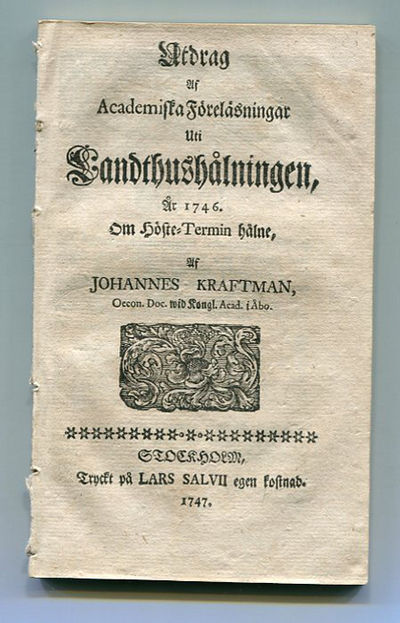 Utdrag
Af
Academiska Föreläsningar
Uti
Landthushålningen,
År 1746.
Om Höste-Termin hålne,
Af
JOHANNES KRAFTMAN,
Oecon. Doc. wid Kongl. Acad. i Åbo.
STOCKHOLM,
Tryckt på LARS SALVII egen kostnad.
1747.